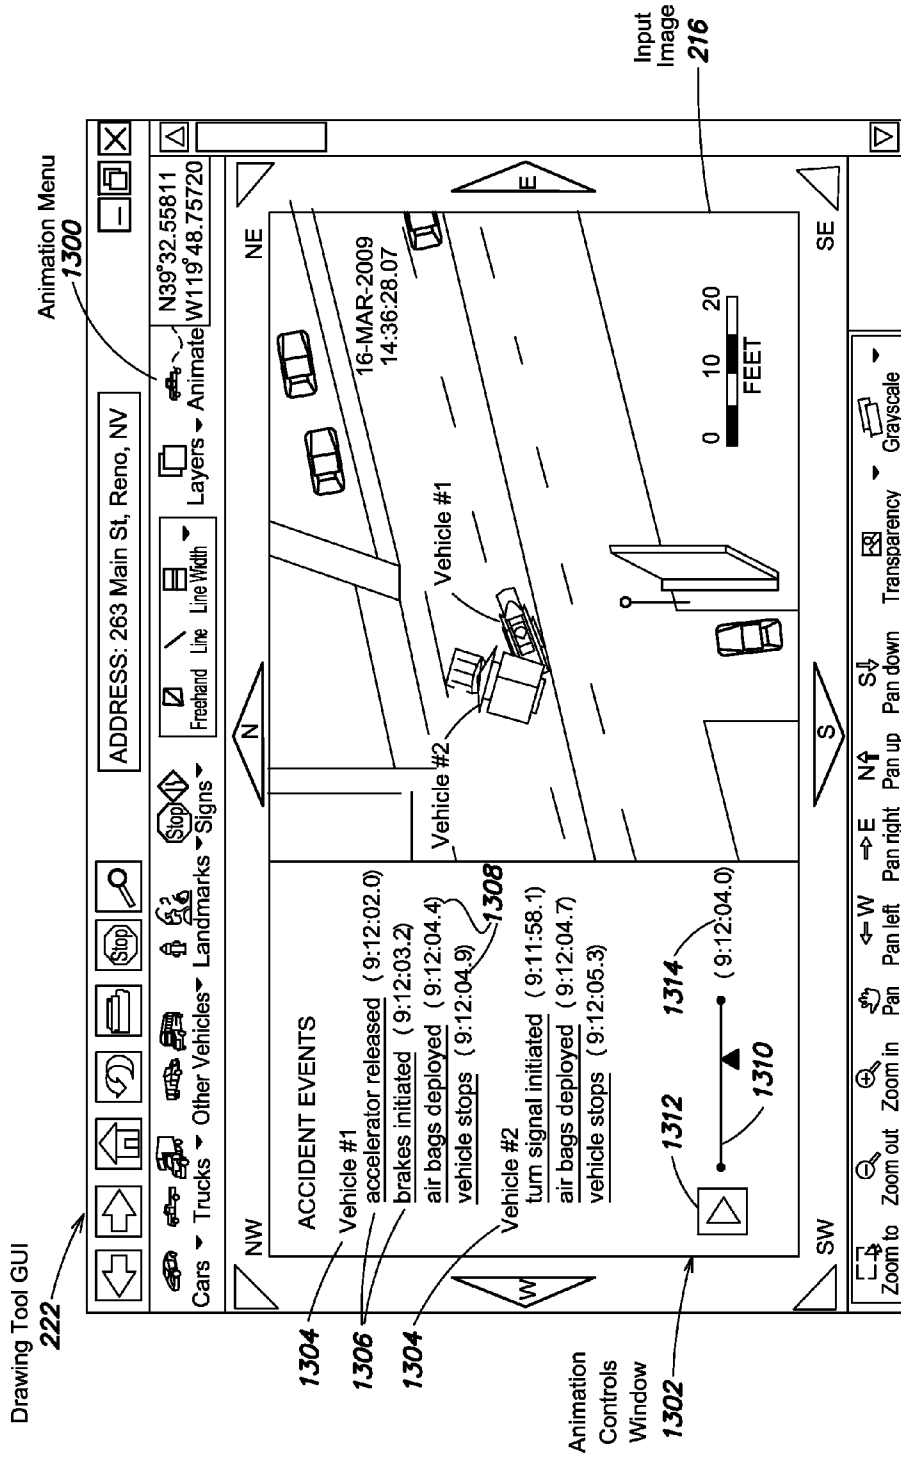 Drawing Tool GUI
222
Animation Menu
1300
ADDRESS: 263 Main St, Reno, NV
Stop
Cars
Trucks
Other Vehicles
Landmarks
Stop
Signs
Freehand
Line
Line Width
Layers
Animate
N39°32.55811
W119°48.75720
NW
N
NE
W
E
SW
S
SE
ACCIDENT EVENTS
1304
Vehicle #1
accelerator released (9:12:02.0)
brakes initiated (9:12:03.2)
air bags deployed (9:12:04.4)
vehicle stops (9:12:04.9)
1306
1308
1304
Vehicle #2
turn signal initiated (9:11:58.1)
air bags deployed (9:12:04.7)
vehicle stops (9:12:05.3)
1312
1310
1314
(9:12:04.0)
Animation
Controls
Window
1302
Vehicle #2
Vehicle #1
16-MAR-2009
14:36:28.07
0 10 20
FEET
Input
Image
216
Zoom to
Zoom out
Zoom in
Pan
W
Pan left
E
Pan right
N
Pan up
S
Pan down
Transparency
Grayscale